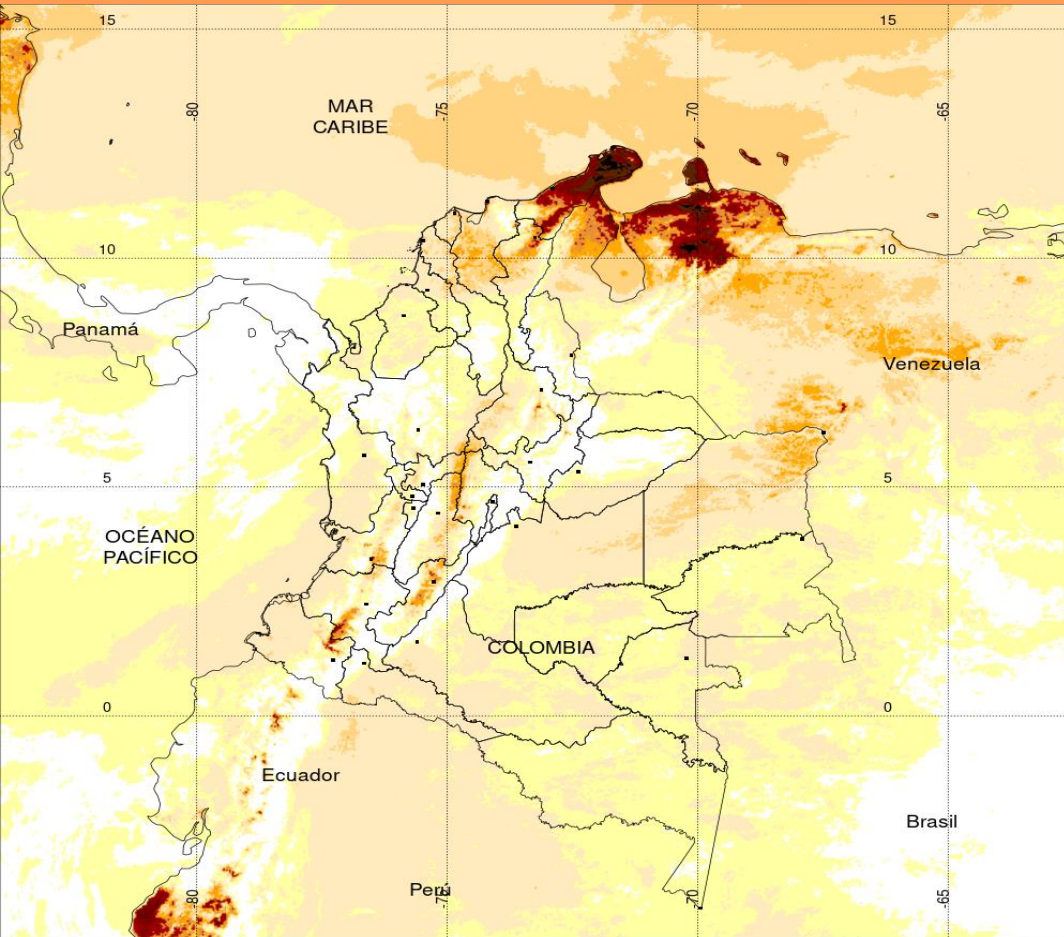 15
15
-80
-75
-70
-65
MAR
CARIBE
10
10
Panamá
Venezuela
5
5
OCÉANO
PACÍFICO
COLOMBIA
0
0
Ecuador
Brasil
Perú
-80
-75
-70
-65